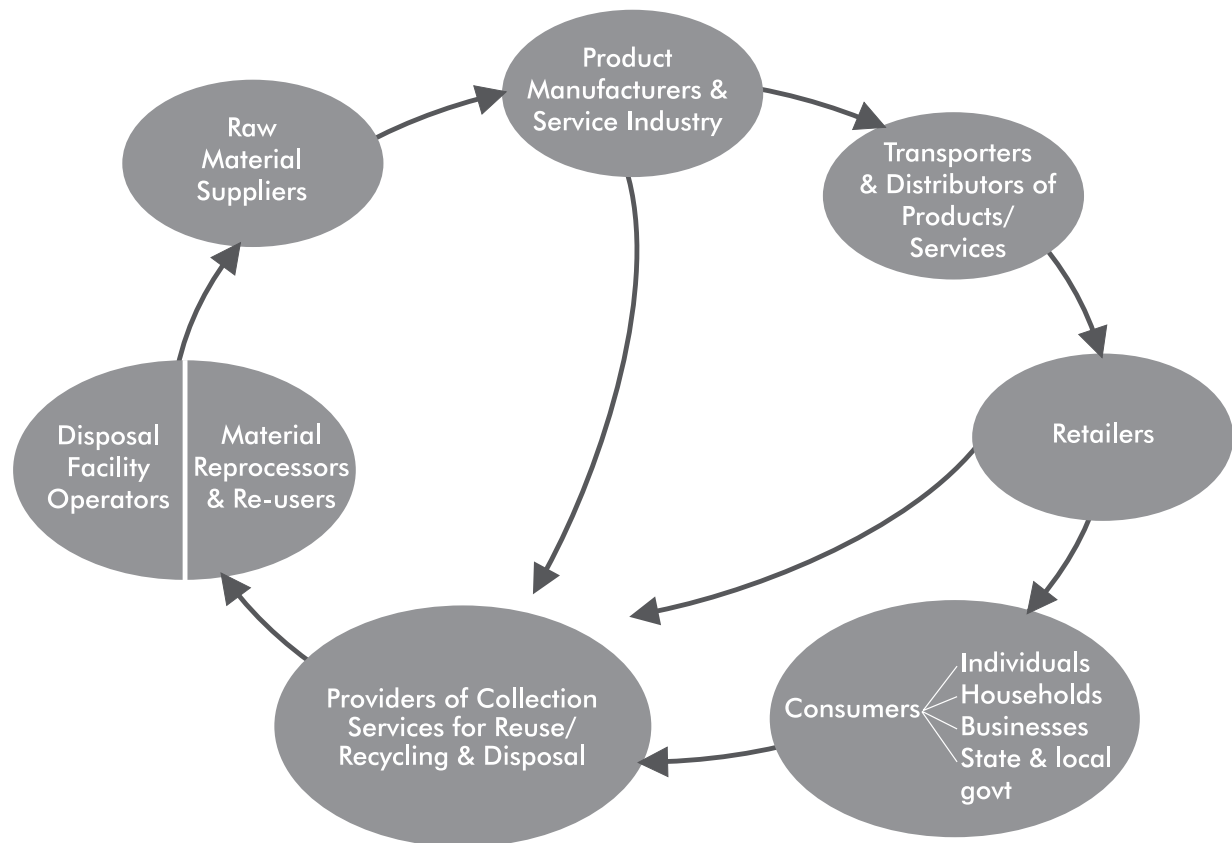 Product
Manufacturers &
Service Industry
Raw
Material
Suppliers
Transporters
& Distributors of
Products/
Services
Retailers
Disposal
Facility
Operators
Material
Reprocessors
& Re-users
Providers of Collection
Services for Reuse/
Recycling & Disposal
Consumers
Individuals
Households
Businesses
State & local
govt